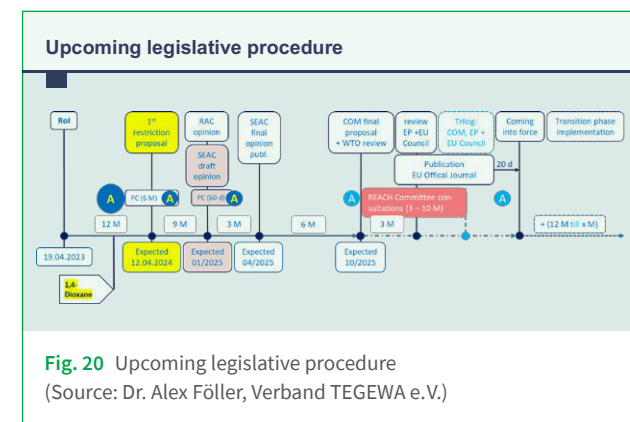 Upcoming legislative procedure
RoI
1st
restriction
proposal
RAC
opinion
SEAC
draft
opinion
SEAC
final
opinion
publ.
COM final
proposal
+ WTO review
review
EP +EU
Council
Trilog:
COM, EP +
EU Council
Coming
into force
Transition phase
implementation
Publication
EU Offical Journal
20 d
A
PC (6 M)
A
PC (60 d)
A
A
REACH Committee con-
sultations (3 – 10 M)
A
12 M
9 M
3 M
6 M
3 M
+ (12 M till x M)
19.04.2023
Expected
12.04.2024
Expected
01/2025
Expected
04/2025
Expected
10/2025
1,4-
Dioxane
Fig. 20 Upcoming legislative procedure
(Source: Dr. Alex Föller, Verband TEGEWA e.V.)